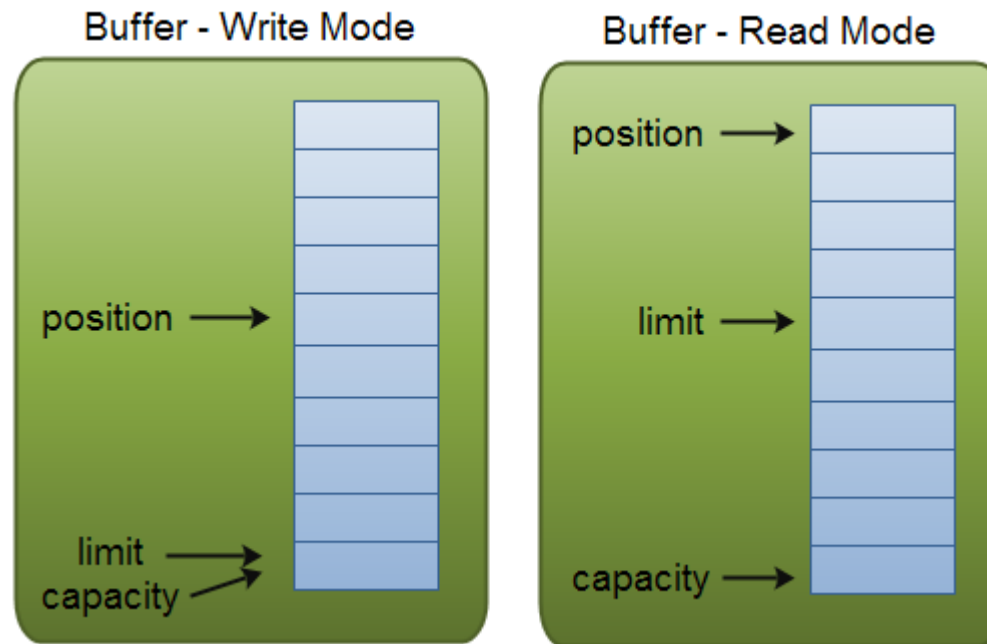 Buffer - Write Mode
position
limit
capacity
Buffer - Read Mode
position
limit
capacity